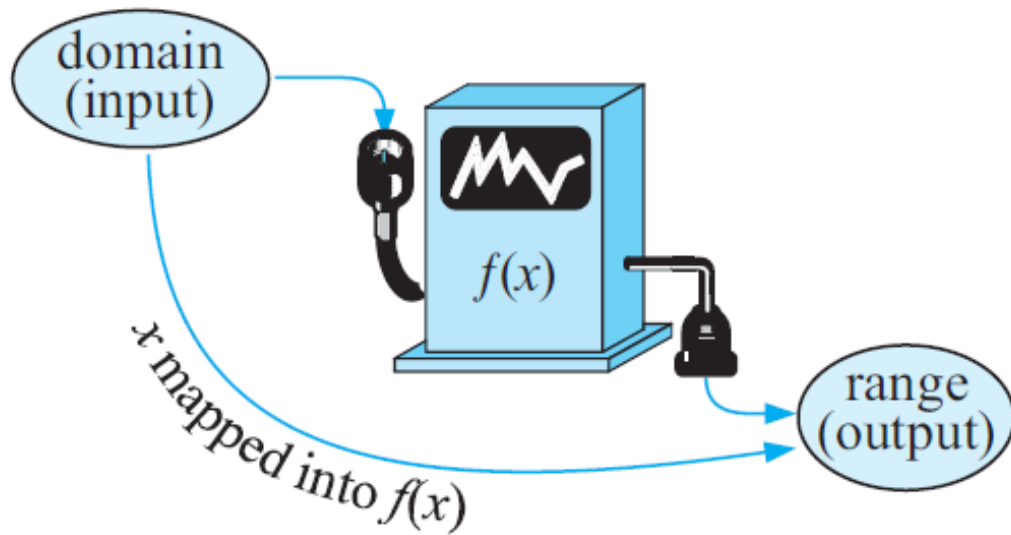 domain
(input)
f(x)
x mapped into f(x)
range
(output)